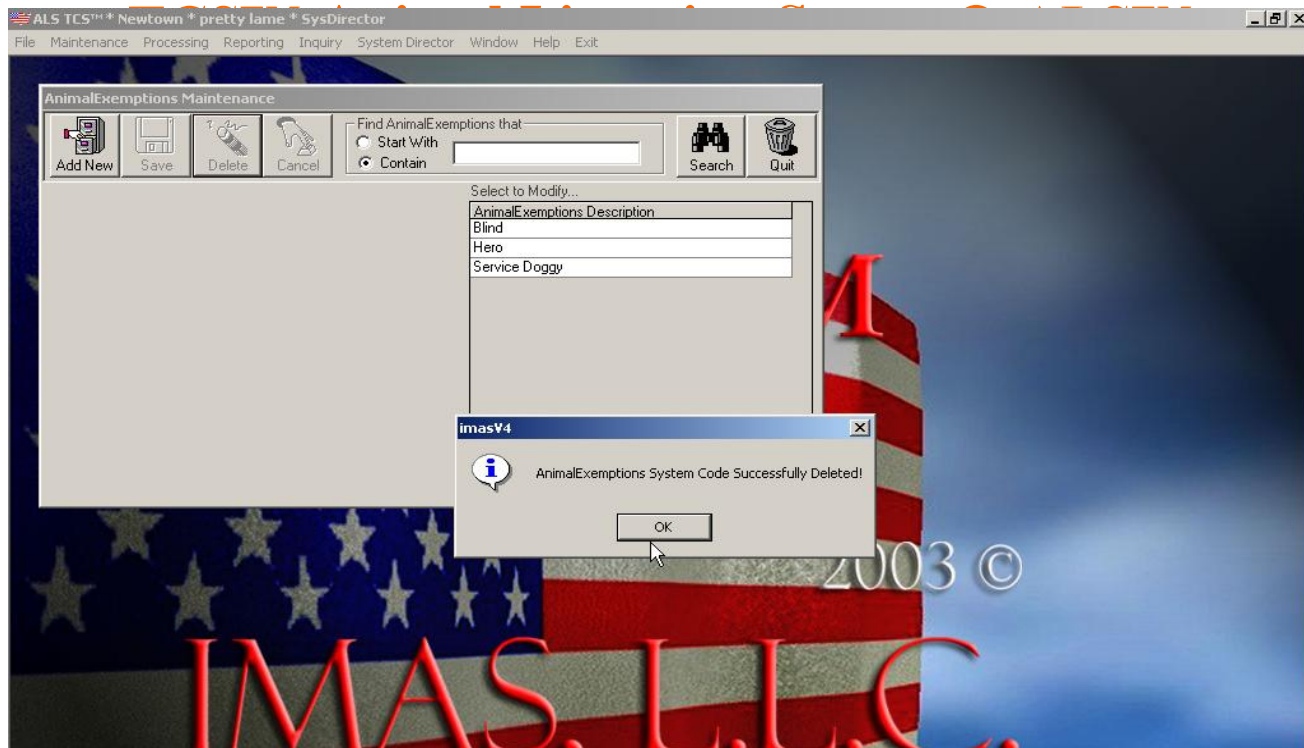 ALS TCS™ * Newtown * pretty lame * SysDirector
File Maintenance Processing Reporting Inquiry System Director Window Help Exit
AnimalExemptions Maintenance
Add New
Save
Delete
Cancel
Find AnimalExemptions that
Start With
Contain
Search
Quit
Select to Modify...
AnimalExemptions Description
Blind
Hero
Service Doggy
M
imasV4
AnimalExemptions System Code Successfully Deleted!
OK
2003 ©
IMAS, L.L.C.